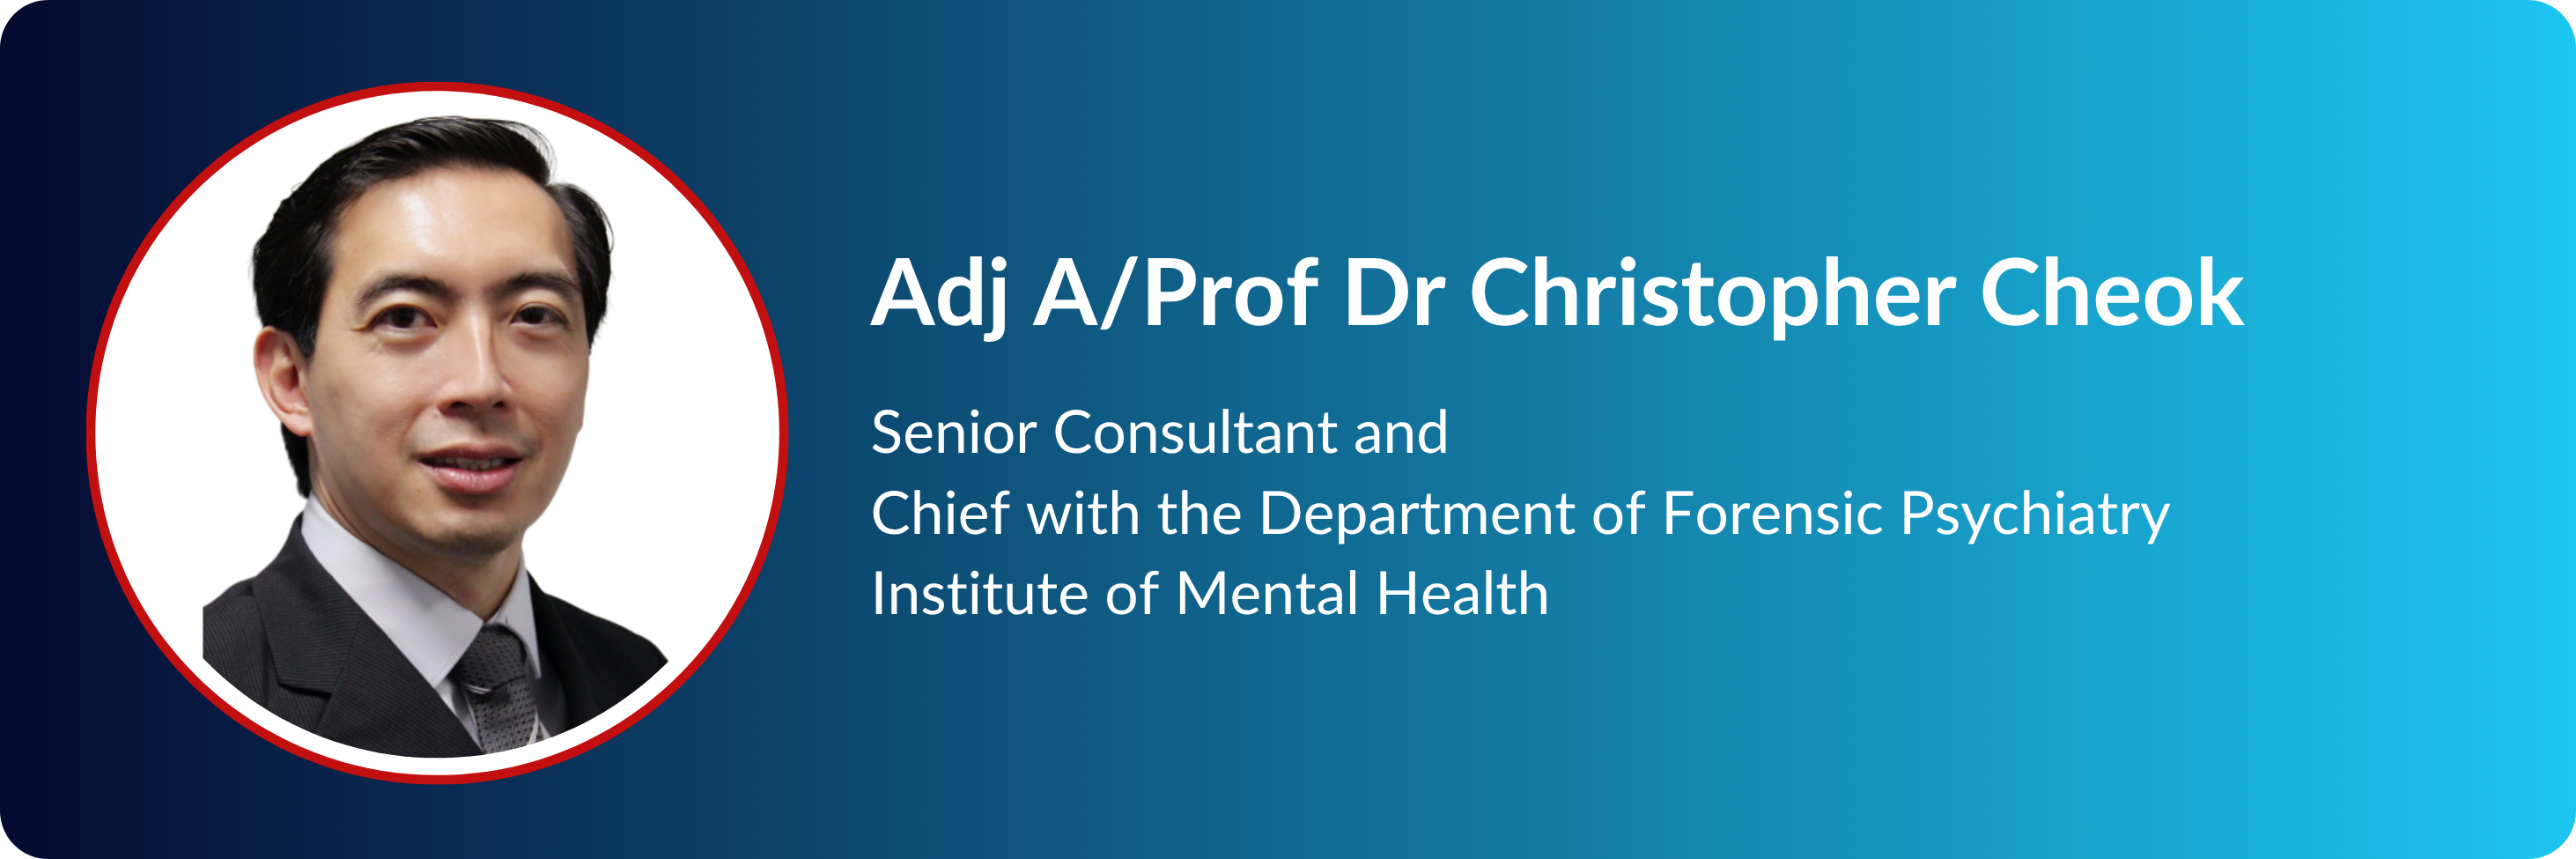 Adj A/Prof Dr Christopher Cheok
Senior Consultant and
Chief with the Department of Forensic Psychiatry
Institute of Mental Health